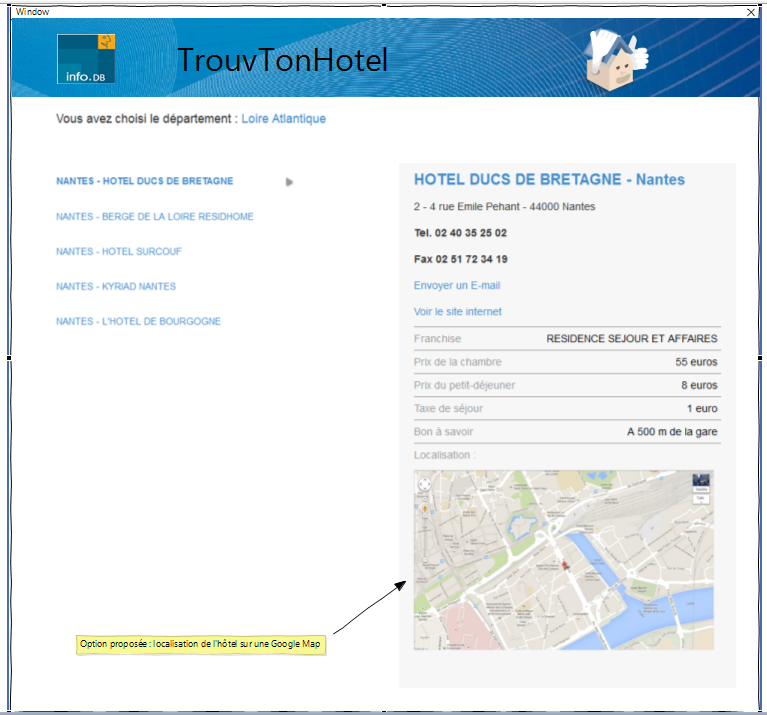 Window
info.DB
TrouvTonHotel
Vous avez choisi le département : Loire Atlantique
NANTES - HOTEL DUCS DE BRETAGNE
NANTES - BERGE DE LA LOIRE RESIDHOME
NANTES - HOTEL SURCOUF
NANTES - KYRIAD NANTES
NANTES - L'HOTEL DE BOURGOGNE
HOTEL DUCS DE BRETAGNE - Nantes
2 - 4 rue Emile Pehant - 44000 Nantes
Tel. 02 40 35 25 02
Fax 02 51 72 34 19
Envoyer un E-mail
Voir le site internet
Franchise RESIDENCE SEJOUR ET AFFAIRES
Prix de la chambre 55 euros
Prix du petit-déjeuner 8 euros
Taxe de séjour 1 euro
Bon à savoir A 500 m de la gare
Localisation :
Option proposée : localisation de l'hôtel sur une Google Map